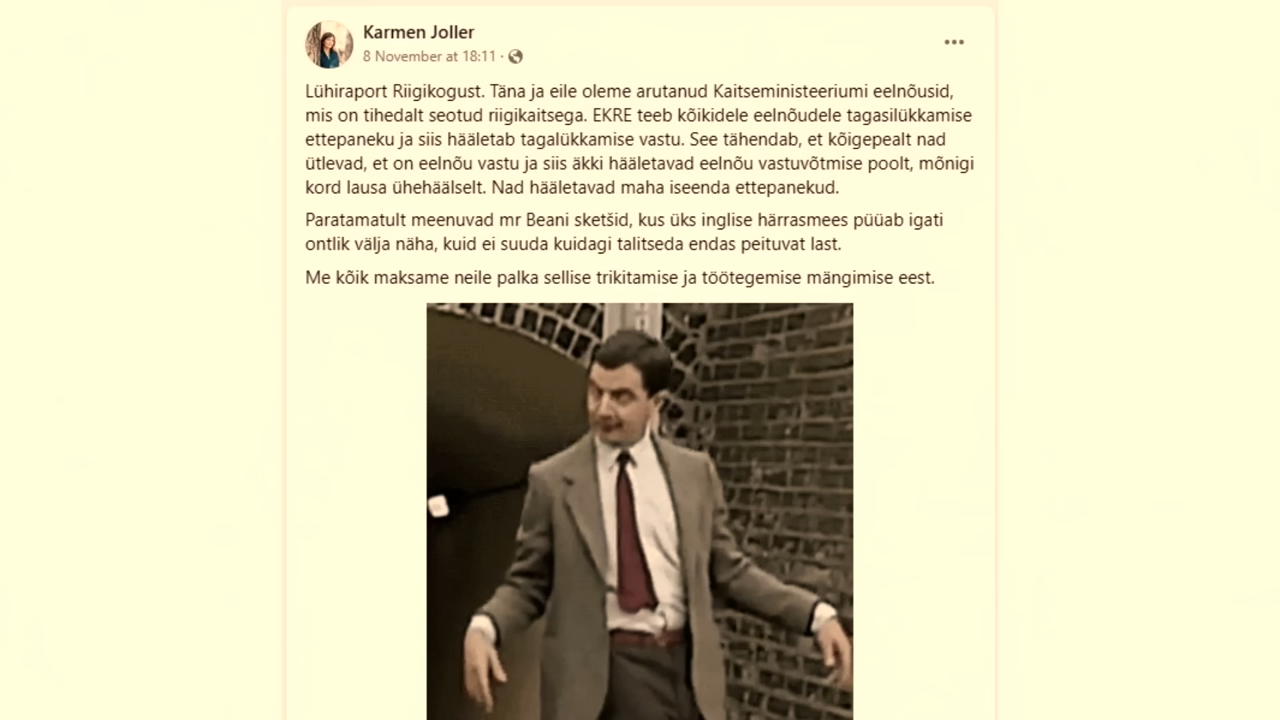 Karmen Joller
8 November at 18:11 ·
Lühiraport Riigikogust. Täna ja eile oleme arutanud Kaitseministeeriumi eelnõusid,
mis on tihedalt seotud riigikaitsega. EKRE teeb kõikidele eelnõudele tagasilükkamise
ettepaneku ja siis hääletab tagalükkamise vastu. See tähendab, et kõigepealt nad
ütlevad, et on eelnõu vastu ja siis äkki hääletavad eelnõu vastuvõtmise poolt, mõnigi
kord lausa ühehäälselt. Nad hääletavad maha iseenda ettepanekud.
Paratamatult meenuvad mr Beani sketšid, kus üks inglise härrasmees püüab igati
ontlik välja näha, kuid ei suuda kuidagi talitseda endas peituvat last.
Me kõik maksame neile palka sellise trikitamise ja töötegemise mängimise eest.